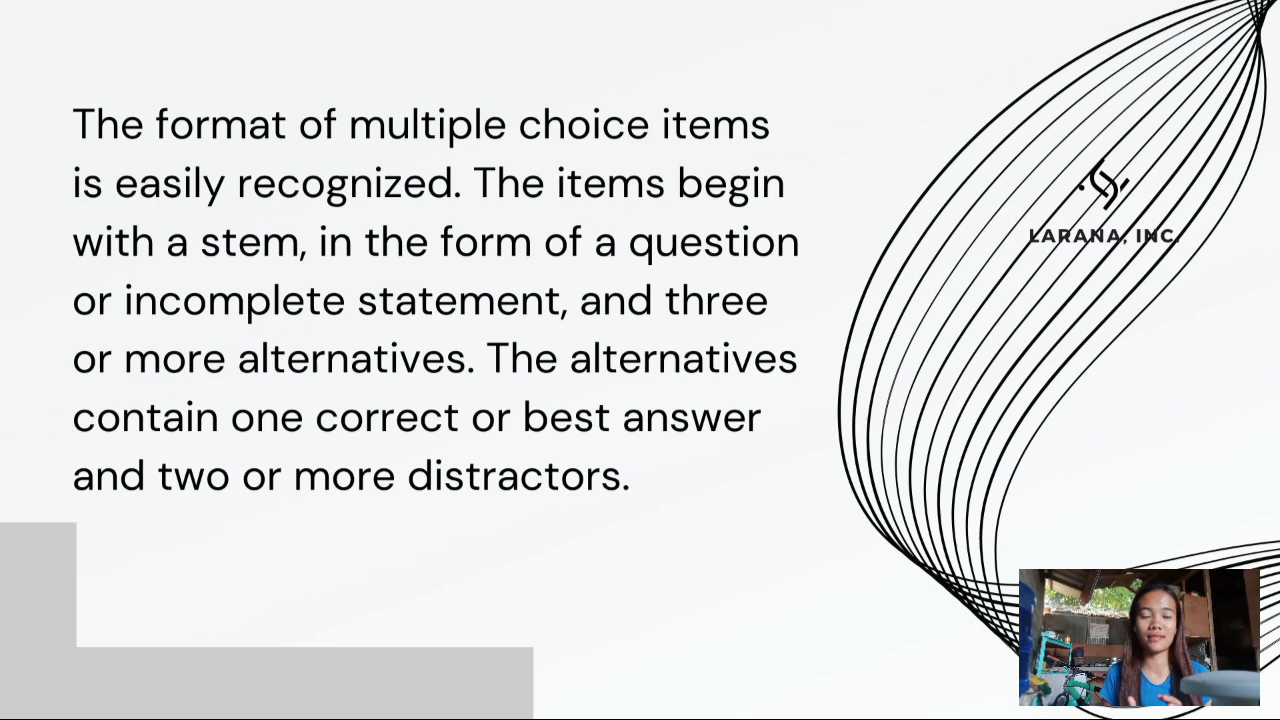 The format of multiple choice items
is easily recognized. The items begin
with a stem, in the form of a question
or incomplete statement, and three
or more alternatives. The alternatives
contain one correct or best answer
and two or more distractors.
LARANA, INC.